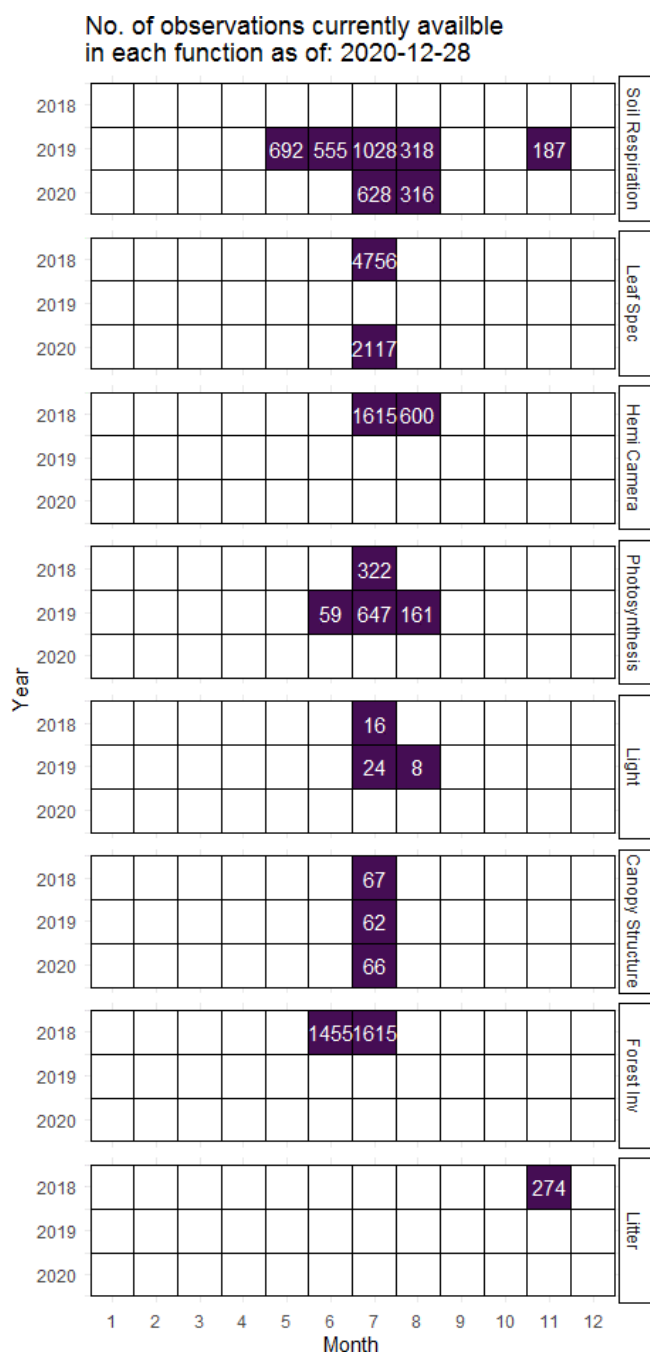 No. of observations currently availble
in each function as of: 2020-12-28
2018
2019 692 555 1028 318 187
2020 628 316
Soil Respiration
2018 4756
2019
2020 2117
Leaf Spec
2018 1615 600
2019
2020
Hemi Camera
2018 322
2019 59 647 161
2020
Photosynthesis
Year
2018 16
2019 24 8
2020
Light
2018 67
2019 62
2020 66
Canopy Structure
2018 1455 1615
2019
2020
Forest Inv
2018 274
2019
2020
Litter
1 2 3 4 5 6 7 8 9 10 11 12
Month